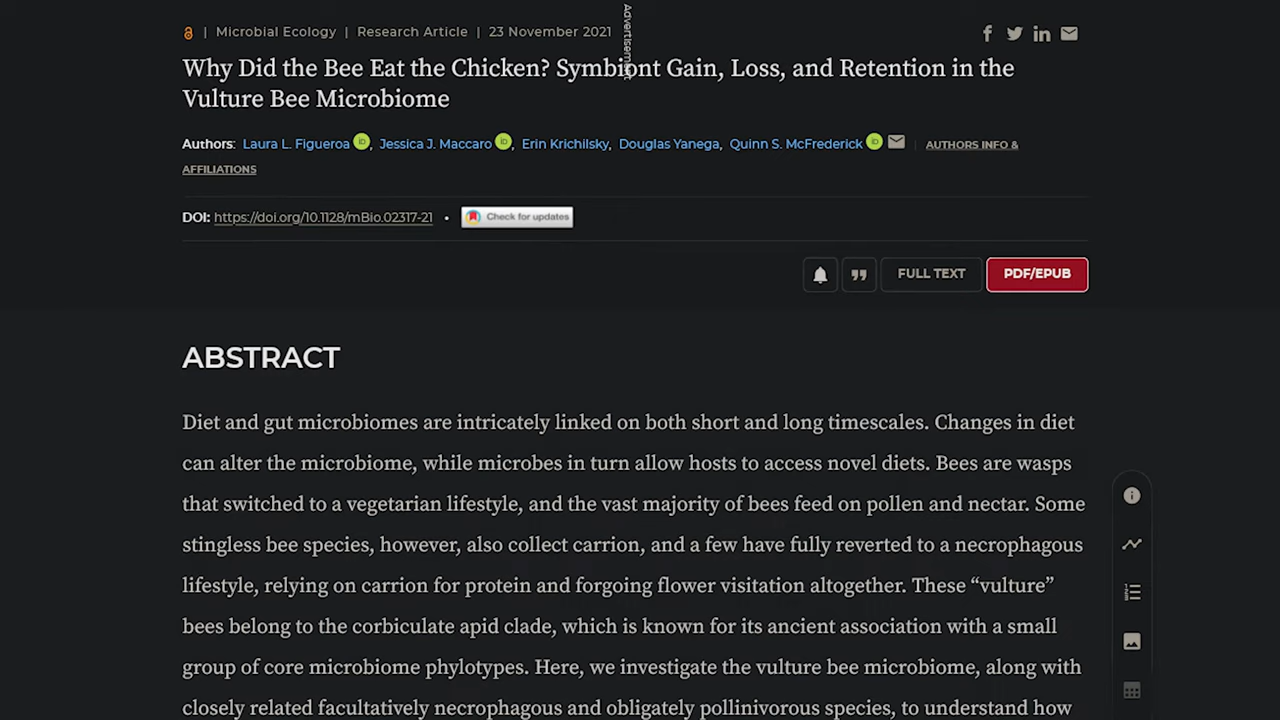 | Microbial Ecology | Research Article | 23 November 2021
Advertisement
Why Did the Bee Eat the Chicken? Symbiont Gain, Loss, and Retention in the
Vulture Bee Microbiome
Authors: Laura L. Figueroa iD, Jessica J. Maccaro iD, Erin Krichilsky, Douglas Yanega, Quinn S. McFrederick iD | AUTHORS INFO &
AFFILIATIONS
DOI: https://doi.org/10.1128/mBio.02317-21 • Check for updates
FULL TEXT PDF/EPUB
ABSTRACT
Diet and gut microbiomes are intricately linked on both short and long timescales. Changes in diet
can alter the microbiome, while microbes in turn allow hosts to access novel diets. Bees are wasps
that switched to a vegetarian lifestyle, and the vast majority of bees feed on pollen and nectar. Some
stingless bee species, however, also collect carrion, and a few have fully reverted to a necrophagous
lifestyle, relying on carrion for protein and forgoing flower visitation altogether. These “vulture”
bees belong to the corbiculate apid clade, which is known for its ancient association with a small
group of core microbiome phylotypes. Here, we investigate the vulture bee microbiome, along with
closely related facultatively necrophagous and obligately pollinivorous species, to understand how